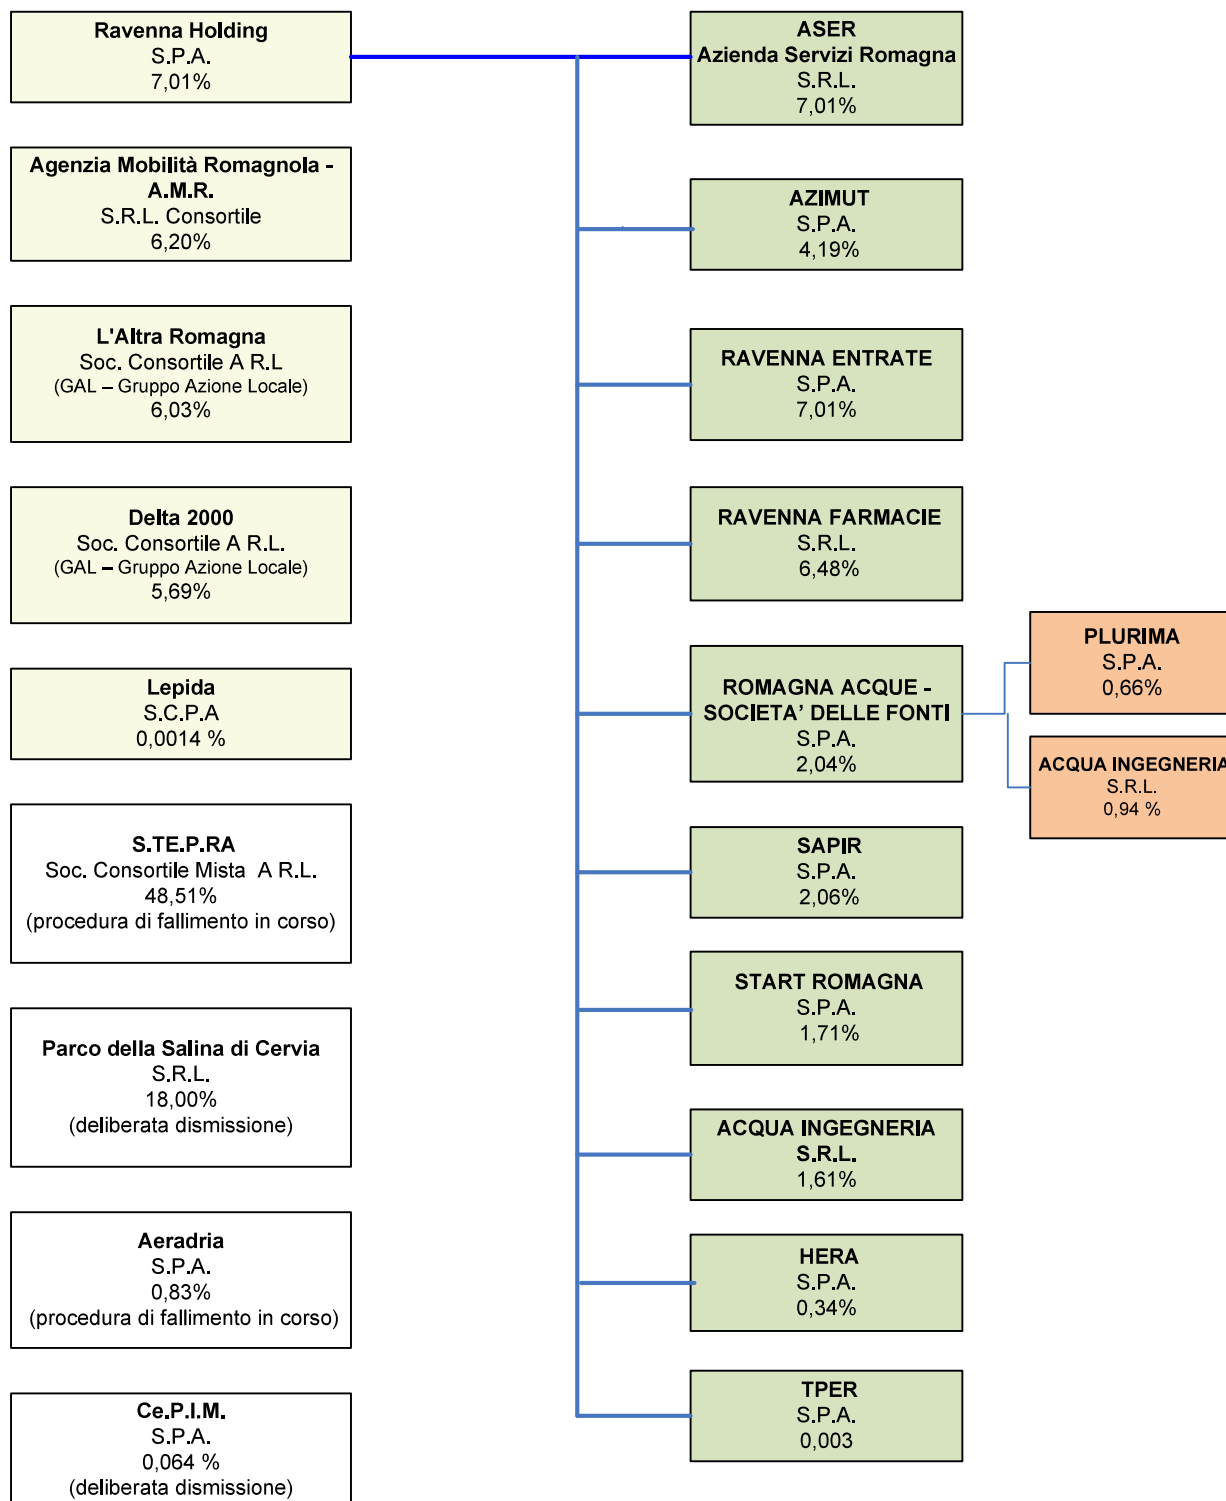 Ravenna Holding
S.P.A.
7,01%
Agenzia Mobilità Romagnola -
A.M.R.
S.R.L. Consortile
6,20%
L'Altra Romagna
Soc. Consortile A R.L
(GAL – Gruppo Azione Locale)
6,03%
Delta 2000
Soc. Consortile A R.L.
(GAL – Gruppo Azione Locale)
5,69%
Lepida
S.C.P.A
0,0014 %
S.TE.P.RA
Soc. Consortile Mista A R.L.
48,51%
(procedura di fallimento in corso)
Parco della Salina di Cervia
S.R.L.
18,00%
(deliberata dismissione)
Aeradria
S.P.A.
0,83%
(procedura di fallimento in corso)
Ce.P.I.M.
S.P.A.
0,064 %
(deliberata dismissione)
ASER
Azienda Servizi Romagna
S.R.L.
7,01%
AZIMUT
S.P.A.
4,19%
RAVENNA ENTRATE
S.P.A.
7,01%
RAVENNA FARMACIE
S.R.L.
6,48%
ROMAGNA ACQUE -
SOCIETA' DELLE FONTI
S.P.A.
2,04%
SAPIR
S.P.A.
2,06%
START ROMAGNA
S.P.A.
1,71%
ACQUA INGEGNERIA
S.R.L.
1,61%
HERA
S.P.A.
0,34%
TPER
S.P.A.
0,003
PLURIMA
S.P.A.
0,66%
ACQUA INGEGNERIA
S.R.L.
0,94 %